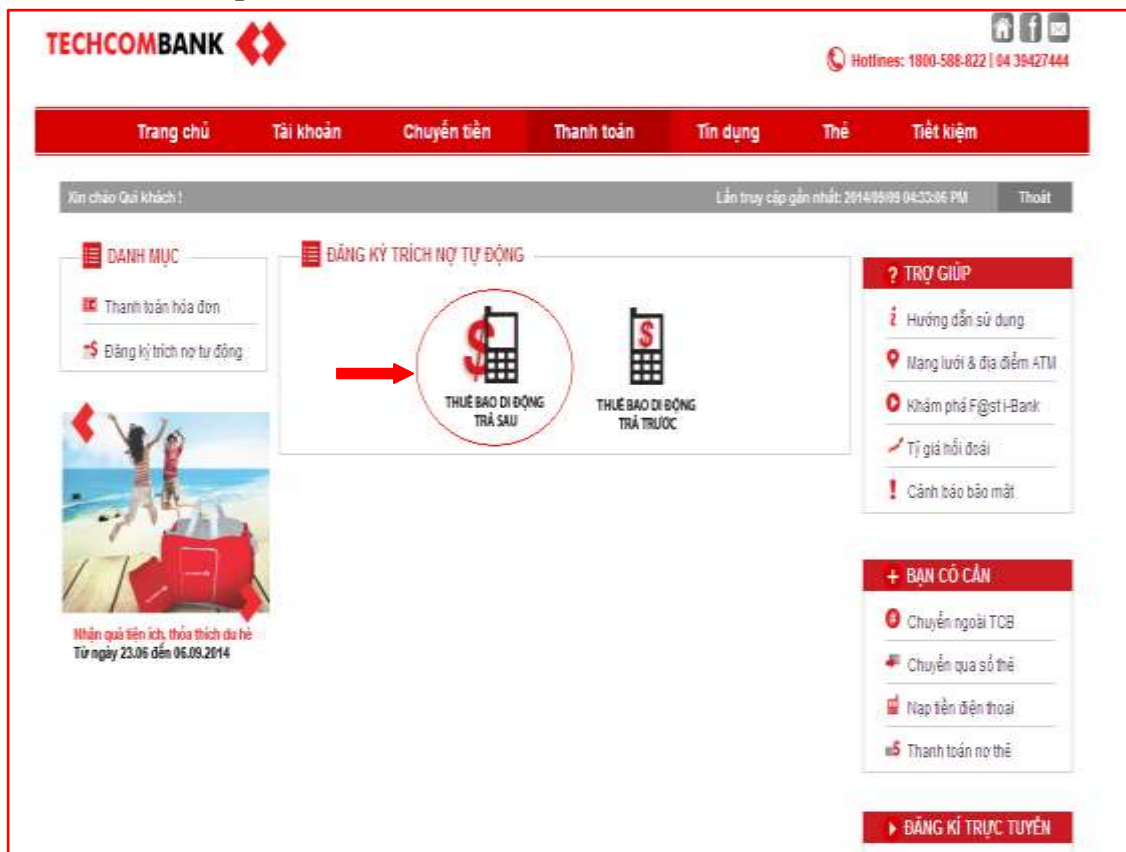 TECHCOMBANK
Hotlines: 1800-588-822 | 04 39427444
Trang chủ Tài khoản Chuyển tiền Thanh toán Tín dụng Thẻ Tiết kiệm
Xin chào Quí khách !
Lần truy cập gần nhất: 2014/09/09 04:33:06 PM
Thoát
DANH MỤC
Thanh toán hóa đơn
Đăng ký trích nợ tự động
Nhận quà tiện ích, thỏa thích du hè
Từ ngày 23.06 đến 06.09.2014
ĐĂNG KÝ TRÍCH NỢ TỰ ĐỘNG
THUÊ BAO DI ĐỘNG
TRẢ SAU
THUÊ BAO DI ĐỘNG
TRẢ TRƯỚC
TRỢ GIÚP
Hướng dẫn sử dụng
Mạng lưới & địa điểm ATM
Khám phá F@st i-Bank
Tỷ giá hối đoái
Cảnh báo bảo mật
BẠN CÓ CẦN
Chuyển ngoài TCB
Chuyển qua số thẻ
Nạp tiền điện thoại
Thanh toán nợ thẻ
ĐĂNG KÍ TRỰC TUYẾN